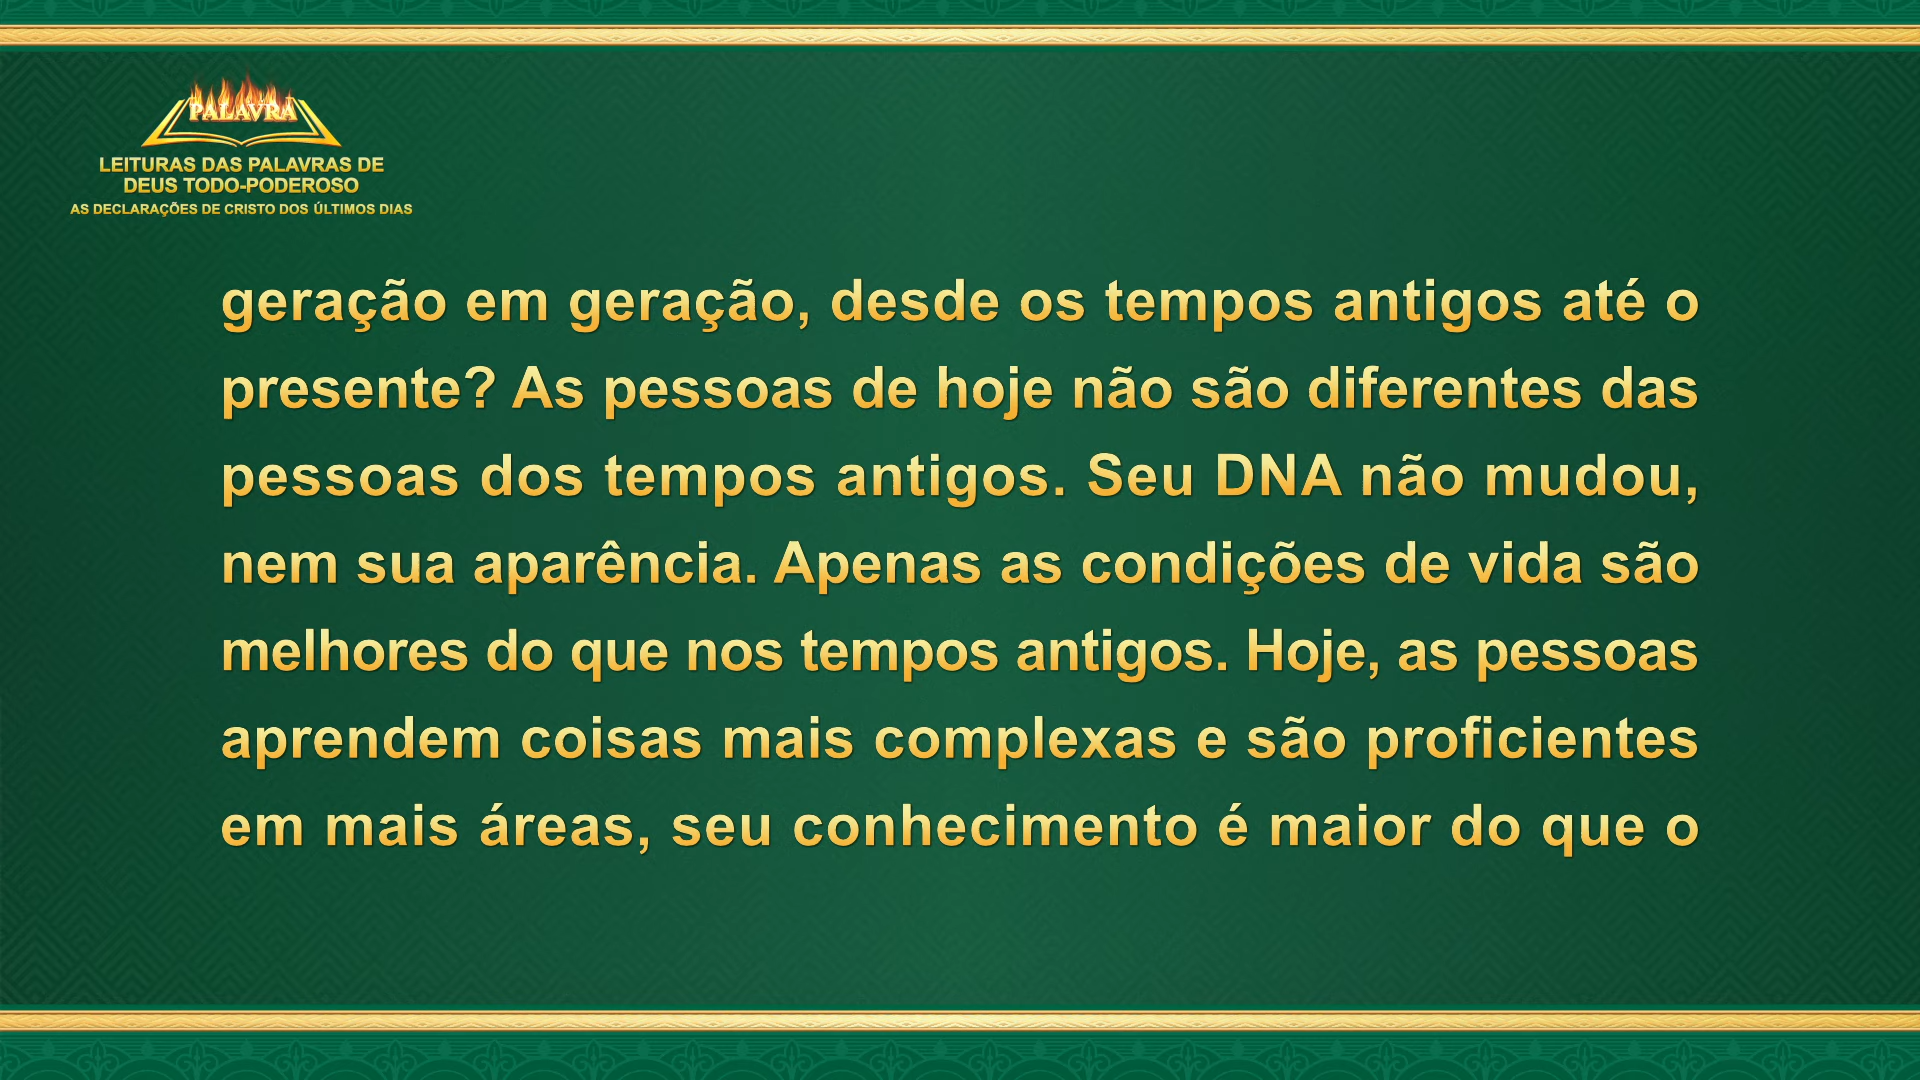 PALAVRA
LEITURAS DAS PALAVRAS DE
DEUS TODO-PODEROSO
AS DECLARAÇÕES DE CRISTO DOS ÚLTIMOS DIAS
geração em geração, desde os tempos antigos até o
presente? As pessoas de hoje não são diferentes das
pessoas dos tempos antigos. Seu DNA não mudou,
nem sua aparência. Apenas as condições de vida são
melhores do que nos tempos antigos. Hoje, as pessoas
aprendem coisas mais complexas e são proficientes
em mais áreas, seu conhecimento é maior do que o